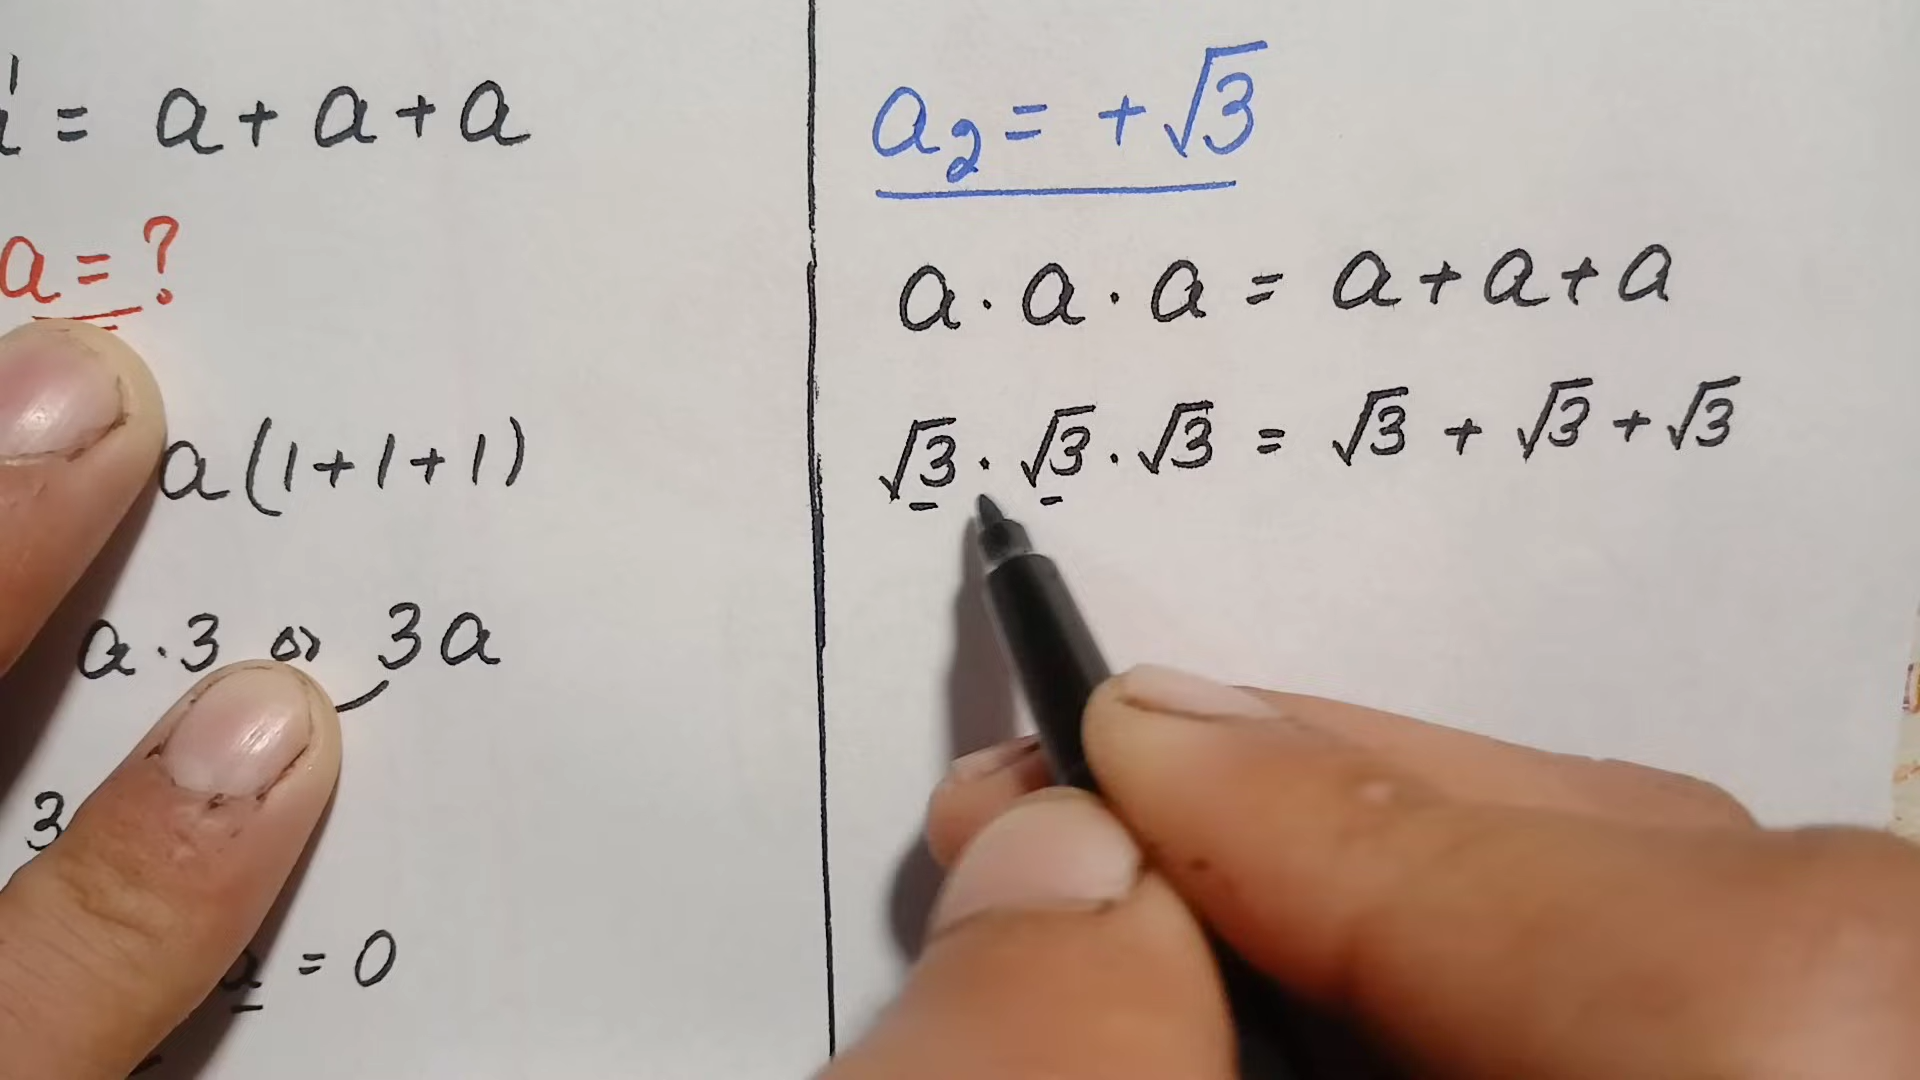 = a + a + a
a = ?
a(1+1+1)
a · 3 or 3a
3
a = 0
a₂ = + √3
a · a · a = a + a + a
√3 · √3 · √3 = √3 + √3 + √3